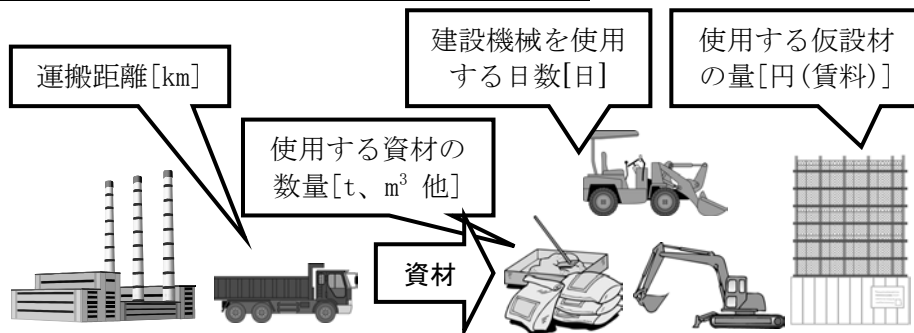 運搬距離[km]
使用する資材の
数量[t、m³ 他]
建設機械を使用
する日数[日]
使用する仮設材
の量[円(賃料)]
資材